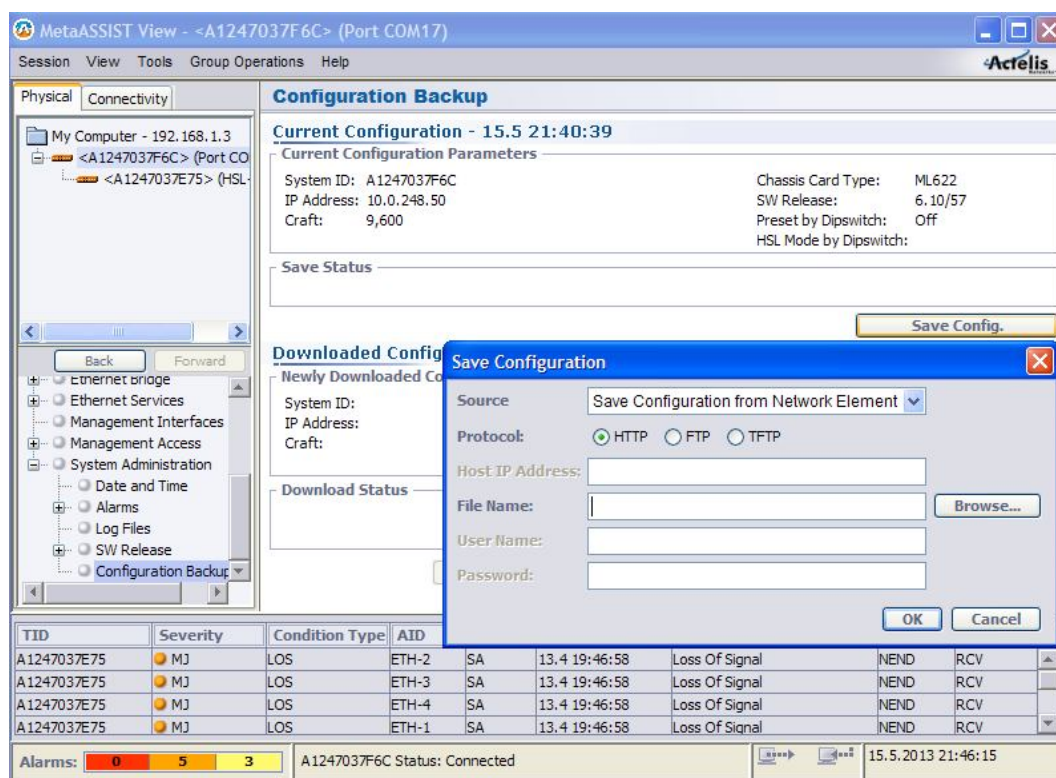 MetaASSIST View - <A1247037F6C> (Port COM17)
Session View Tools Group Operations Help
Actelis
Physical Connectivity
My Computer - 192.168.1.3
<A1247037F6C> (Port CO
<A1247037E75> (HSL-
Back Forward
Ethernet Bridge
Ethernet Services
Management Interfaces
Management Access
System Administration
Date and Time
Alarms
Log Files
SW Release
Configuration Backup
Configuration Backup
Current Configuration - 15.5 21:40:39
Current Configuration Parameters
System ID: A1247037F6C
IP Address: 10.0.248.50
Craft: 9,600
Chassis Card Type: ML622
SW Release: 6.10/57
Preset by Dipswitch: Off
HSL Mode by Dipswitch:
Save Status
Save Config.
Downloaded Config
Newly Downloaded Co
System ID:
IP Address:
Craft:
Download Status
Save Configuration
Source Save Configuration from Network Element
Protocol: HTTP FTP TFTP
Host IP Address:
File Name: Browse...
User Name:
Password:
OK Cancel
TID Severity Condition Type AID
A1247037E75 MJ LOS ETH-2 SA 13.4 19:46:58 Loss Of Signal NEND RCV
A1247037E75 MJ LOS ETH-3 SA 13.4 19:46:58 Loss Of Signal NEND RCV
A1247037E75 MJ LOS ETH-4 SA 13.4 19:46:58 Loss Of Signal NEND RCV
A1247037E75 MJ LOS ETH-1 SA 13.4 19:46:58 Loss Of Signal NEND RCV
Alarms: 0 5 3 A1247037F6C Status: Connected 15.5.2013 21:46:15